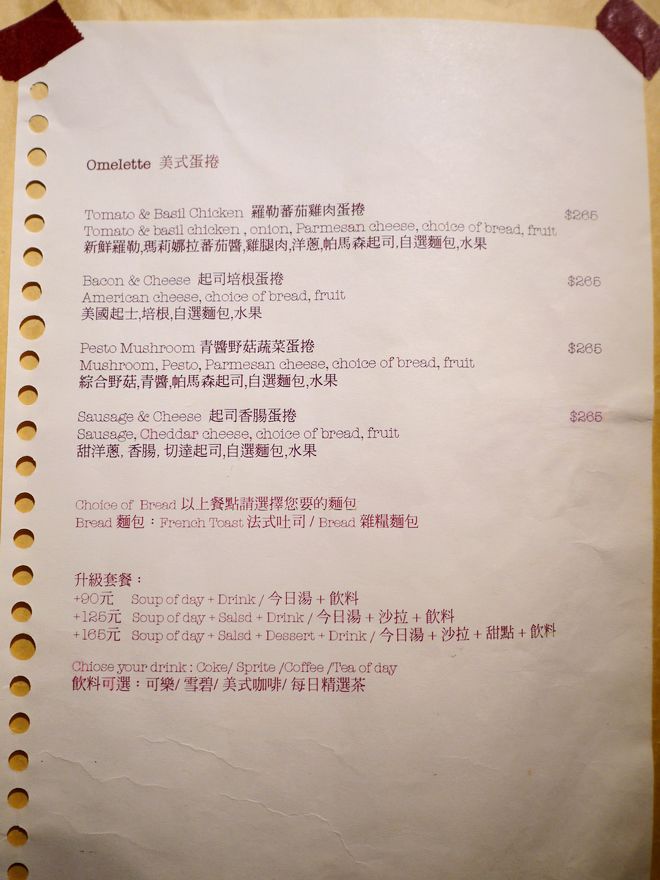 Omelette 美式蛋捲
Tomato & Basil Chicken 羅勒蕃茄雞肉蛋捲 $265
Tomato & basil chicken , onion, Parmesan cheese, choice of bread, fruit
新鮮羅勒,瑪莉娜拉蕃茄醬,雞腿肉,洋蔥,帕馬森起司,自選麵包,水果
Bacon & Cheese 起司培根蛋捲 $265
American cheese, choice of bread, fruit
美國起士,培根,自選麵包,水果
Pesto Mushroom 青醬野菇蔬菜蛋捲 $265
Mushroom, Pesto, Parmesan cheese, choice of bread, fruit
綜合野菇,青醬,帕馬森起司,自選麵包,水果
Sausage & Cheese 起司香腸蛋捲 $265
Sausage, Cheddar cheese, choice of bread, fruit
甜洋蔥, 香腸, 切達起司,自選麵包,水果
Choice of Bread 以上餐點請選擇您要的麵包
Bread 麵包：French Toast 法式吐司 / Bread 雜糧麵包
升級套餐：
+90元 Soup of day + Drink / 今日湯 + 飲料
+125元 Soup of day + Salsd + Drink / 今日湯 + 沙拉 + 飲料
+165元 Soup of day + Salsd + Dessert + Drink / 今日湯 + 沙拉 + 甜點 + 飲料
Chiose your drink : Coke/ Sprite /Coffee /Tea of day
飲料可選：可樂/ 雪碧/ 美式咖啡/ 每日精選茶